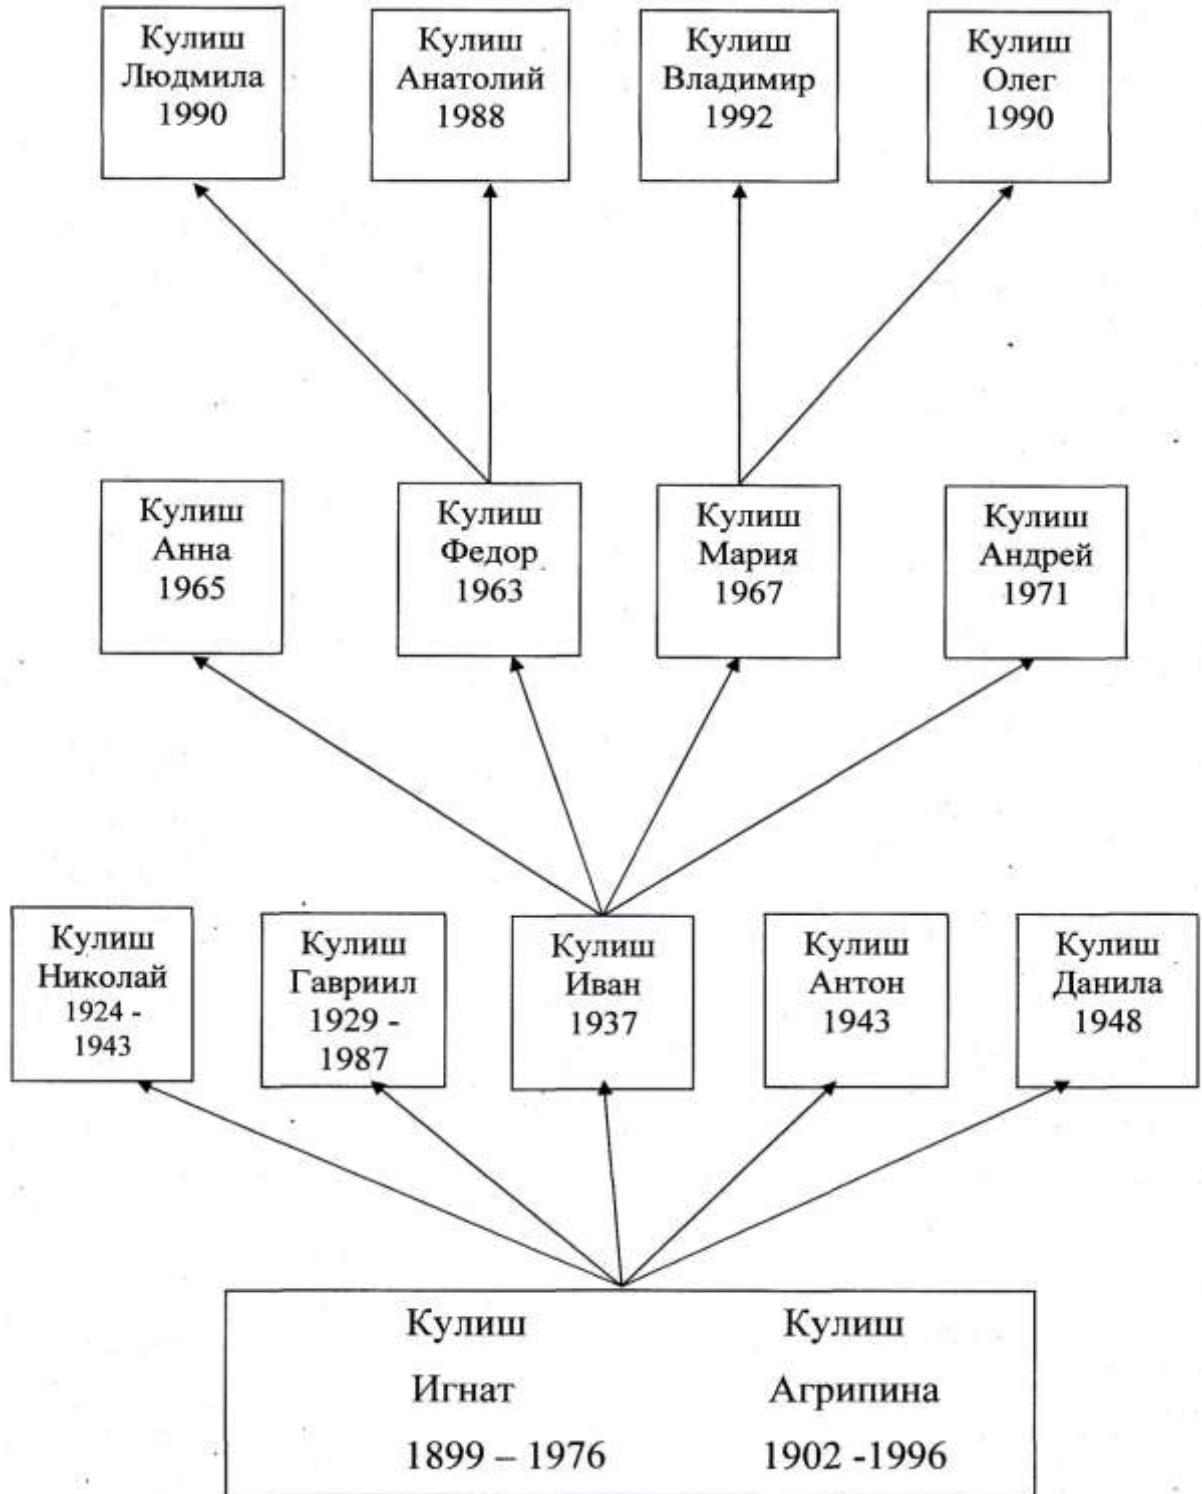 Кулиш
Людмила
1990
Кулиш
Анатолий
1988
Кулиш
Владимир
1992
Кулиш
Олег
1990
Кулиш
Анна
1965
Кулиш
Федор
1963
Кулиш
Мария
1967
Кулиш
Андрей
1971
Кулиш
Николай
1924 -
1943
Кулиш
Гавриил
1929 -
1987
Кулиш
Иван
1937
Кулиш
Антон
1943
Кулиш
Данила
1948
Кулиш
Игнат
1899 – 1976
Кулиш
Агрипина
1902 -1996